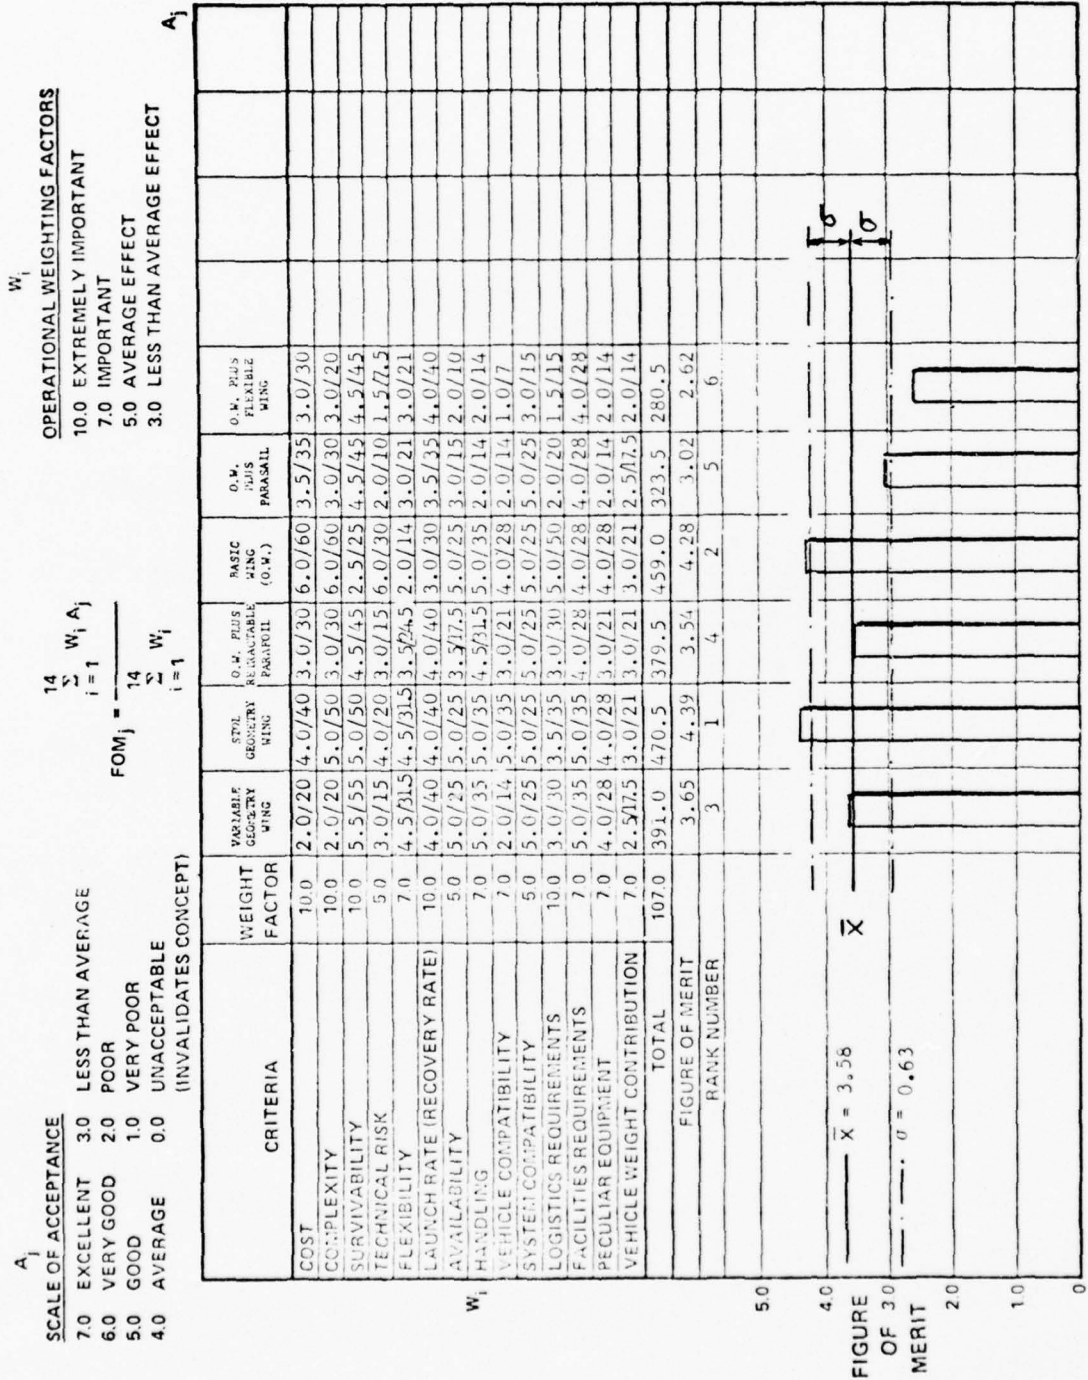 A_j
SCALE OF ACCEPTANCE
7.0 EXCELLENT 3.0 LESS THAN AVERAGE
6.0 VERY GOOD 2.0 POOR
5.0 GOOD 1.0 VERY POOR
4.0 AVERAGE 0.0 UNACCEPTABLE
(INVALIDATES CONCEPT)
FOM_j = 14 Σ i = 1 W_i A_j / 14 Σ i = 1 W_i
W_i
OPERATIONAL WEIGHTING FACTORS
10.0 EXTREMELY IMPORTANT
7.0 IMPORTANT
5.0 AVERAGE EFFECT
3.0 LESS THAN AVERAGE EFFECT
A_j
CRITERIA WEIGHT FACTOR VARIABLE GEOMETRY WING STOL GEOMETRY WING O.W. PLUS RETRACTABLE PARAFOIL BASIC WING (O.W.) O.W. PLUS PARASAIL O.W. PLUS FLEXIBLE WING
W_i
COST 10.0 2.0/20 4.0/40 3.0/30 6.0/60 3.5/35 3.0/30
COMPLEXITY 10.0 2.0/20 5.0/50 3.0/30 6.0/60 3.0/30 3.0/20
SURVIVABILITY 10.0 5.5/55 5.0/50 4.5/45 2.5/25 4.5/45 4.5/45
TECHNICAL RISK 5.0 3.0/15 4.0/20 3.0/15 6.0/30 2.0/10 1.5/7.5
FLEXIBILITY 7.0 4.5/31.5 4.5/31.5 3.5/24.5 2.0/14 3.0/21 3.0/21
LAUNCH RATE (RECOVERY RATE) 10.0 4.0/40 4.0/40 4.0/40 3.0/30 3.5/35 4.0/40
AVAILABILITY 5.0 5.0/25 5.0/25 3.5/17.5 5.0/25 3.0/15 2.0/10
HANDLING 7.0 5.0/35 5.0/35 4.5/31.5 5.0/35 2.0/14 2.0/14
VEHICLE COMPATIBILITY 7.0 2.0/14 5.0/35 3.0/21 4.0/28 2.0/14 1.0/7
SYSTEM COMPATIBILITY 5.0 5.0/25 5.0/25 5.0/25 5.0/25 5.0/25 3.0/15
LOGISTICS REQUIREMENTS 10.0 3.0/30 3.5/35 3.0/30 5.0/50 2.0/20 1.5/15
FACILITIES REQUIREMENTS 7.0 5.0/35 5.0/35 4.0/28 4.0/28 4.0/28 4.0/28
PECULIAR EQUIPMENT 7.0 4.0/28 4.0/28 3.0/21 4.0/28 2.0/14 2.0/14
VEHICLE WEIGHT CONTRIBUTION 7.0 2.5/17.5 3.0/21 3.0/21 3.0/21 2.5/17.5 2.0/14
TOTAL 107.0 391.0 470.5 379.5 459.0 323.5 280.5
FIGURE OF MERIT 3.65 4.39 3.54 4.28 3.02 2.62
RANK NUMBER 3 1 4 2 5 6
FIGURE OF MERIT
5.0
4.0
3.0
2.0
1.0
0
X̄ = 3.58
σ = 0.63
X̄
σ
σ